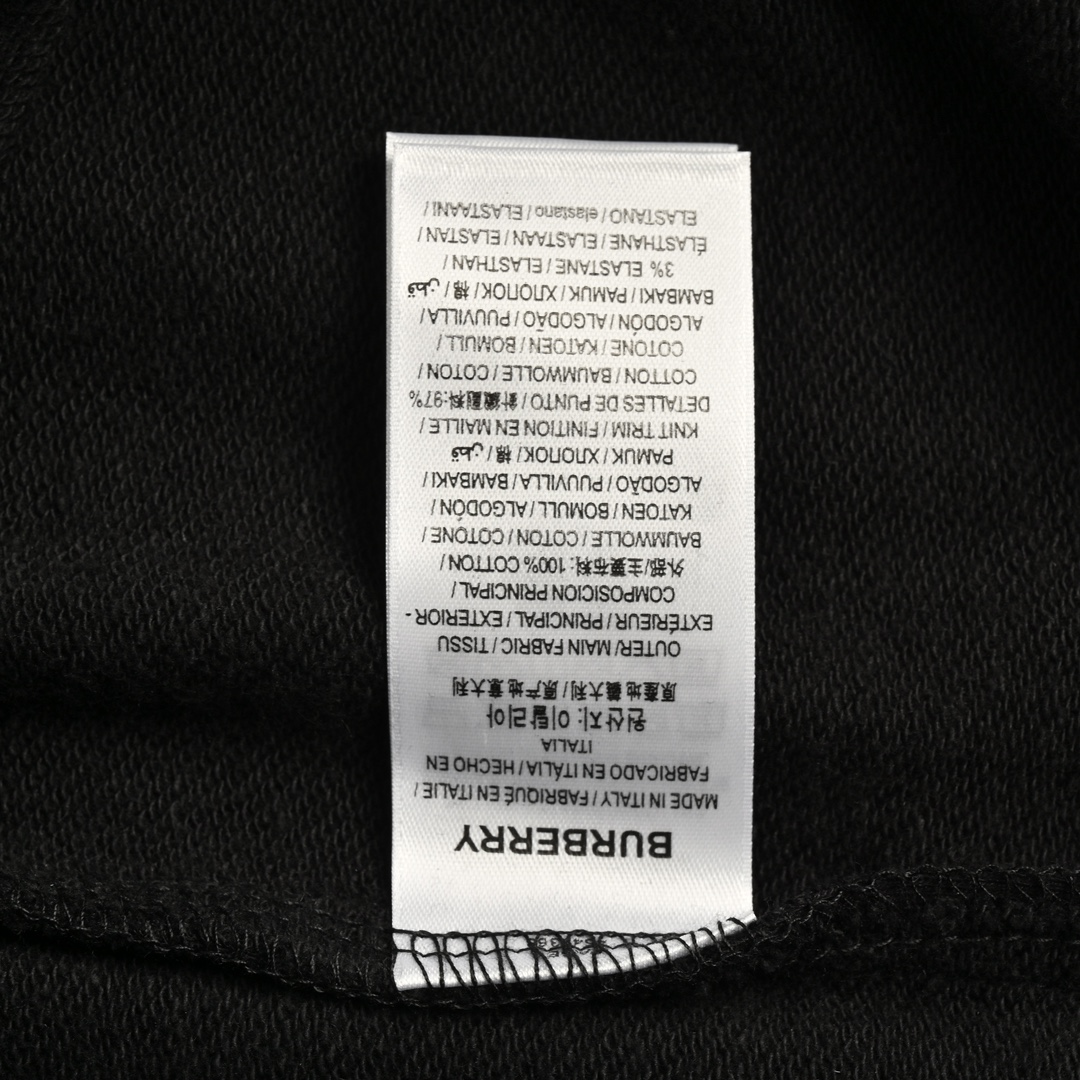 BURBERRY
MADE IN ITALY / FABRIQUÉ EN ITALIE /
FABRICADO EN ITÁLIA / HECHO EN
ITALIA
원산지: 이탈리아
原產地 義大利 / 原产地 意大利
OUTER/ MAIN FABRIC / TISSU
EXTÉRIEUR / PRINCIPAL / EXTERIOR -
COMPOSICION PRINCIPAL/
外部/主要布料: 100% COTTON /
BAUMWOLLE / COTON / COTONE /
KATOEN / BOMULL / ALGODÓN /
ALGODÃO / PUUVILLA / BAMBAKI /
PAMUK / ХЛОПОК / 棉 / قطن
KNIT TRIM / FINITION EN MAILLE /
DETALLES DE PUNTO / 針織副料: 97%
COTTON / BAUMWOLLE / COTON /
COTONE / KATOEN / BOMULL /
ALGODÓN / ALGODÃO / PUUVILLA /
BAMBAKI / PAMUK / ХЛОПОК / 棉 / قطن
3% ELASTANE / ELASTHAN /
ÉLASTHANE / ELASTAAN / ELASTAN /
ELASTANO / elastano / ELASTAANI /